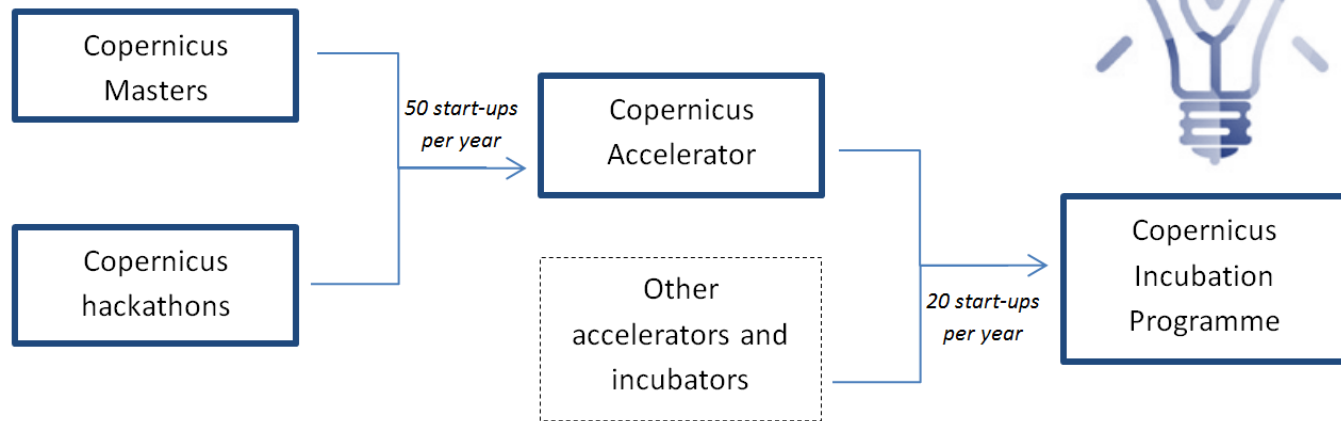 Copernicus
Masters
50 start-ups
per year
Copernicus
Accelerator
Copernicus
hackathons
Other
accelerators and
incubators
20 start-ups
per year
Copernicus
Incubation
Programme